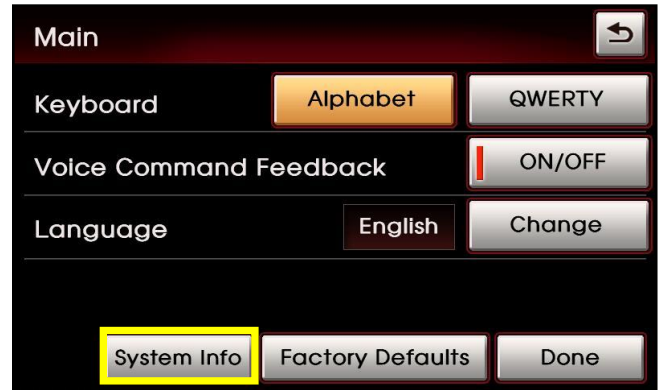 Main
Keyboard Alphabet QWERTY
Voice Command Feedback ON/OFF
Language English Change
System Info Factory Defaults Done